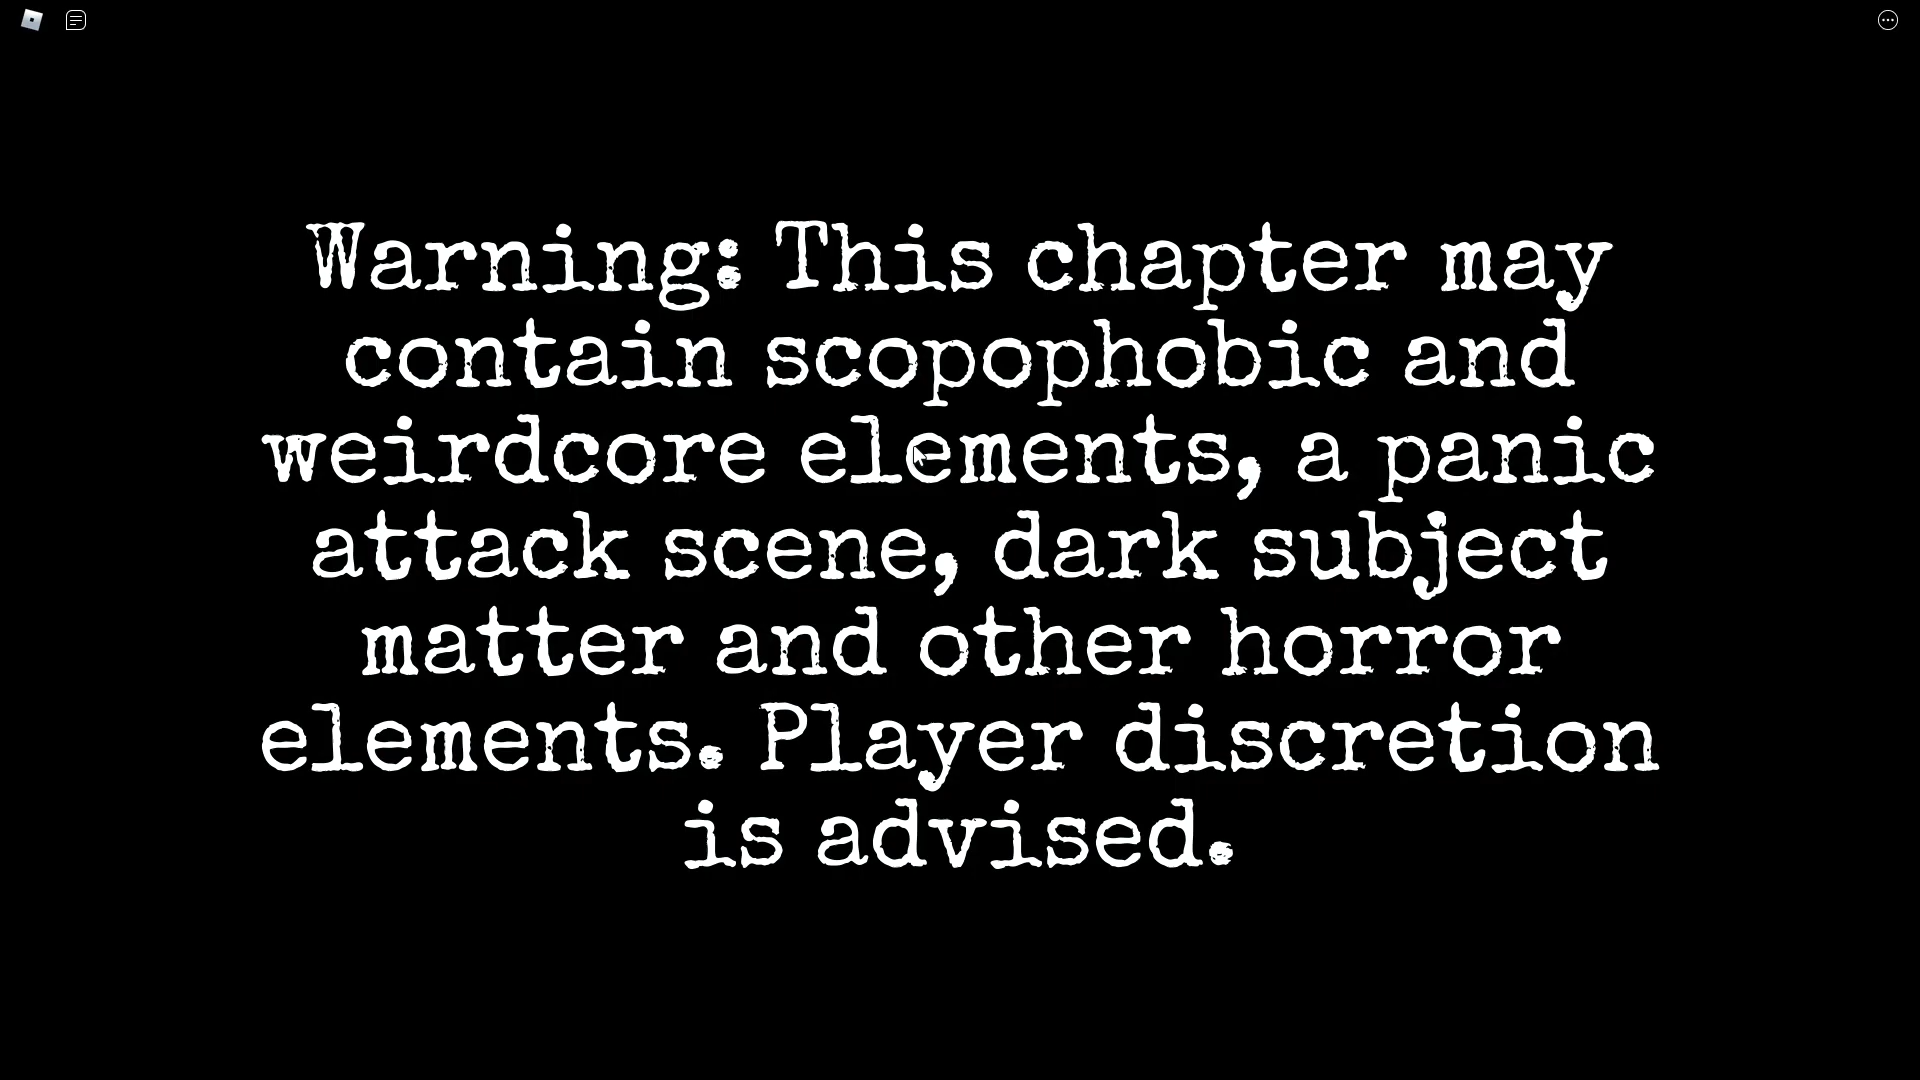 Warning: This chapter may
contain scopophobic and
weirdcore elements, a panic
attack scene, dark subject
matter and other horror
elements. Player discretion
is advised.